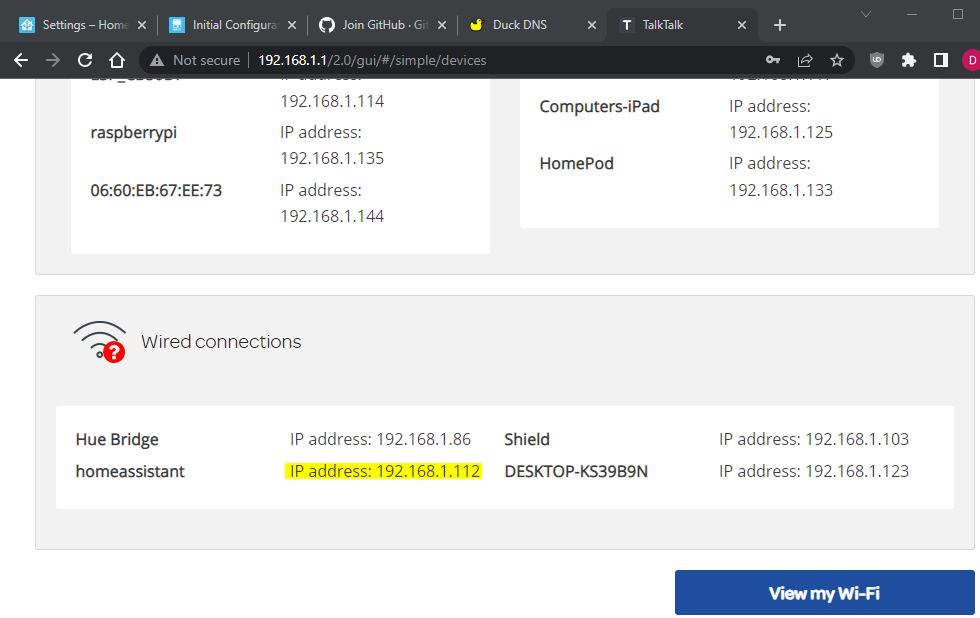 Settings – Home
Initial Configura
Join GitHub · Git
Duck DNS
T TalkTalk
Not secure 192.168.1.1/2.0/gui/#/simple/devices
UD
D
192.168.1.114
raspberrypi IP address:
192.168.1.135
06:60:EB:67:EE:73 IP address:
192.168.1.144
Computers-iPad IP address:
192.168.1.125
HomePod IP address:
192.168.1.133
? Wired connections
Hue Bridge IP address: 192.168.1.86 Shield IP address: 192.168.1.103
homeassistant IP address: 192.168.1.112 DESKTOP-KS39B9N IP address: 192.168.1.123
View my Wi-Fi